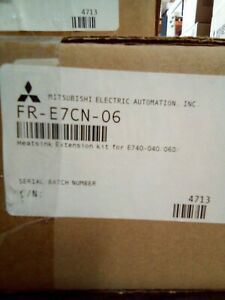 4713
MITSUBISHI ELECTRIC AUTOMATION, INC
FR-E7CN-06
Heatsink Extension kit for E740-040/060/
SERIAL/BATCH NUMBER
4713
C/N: